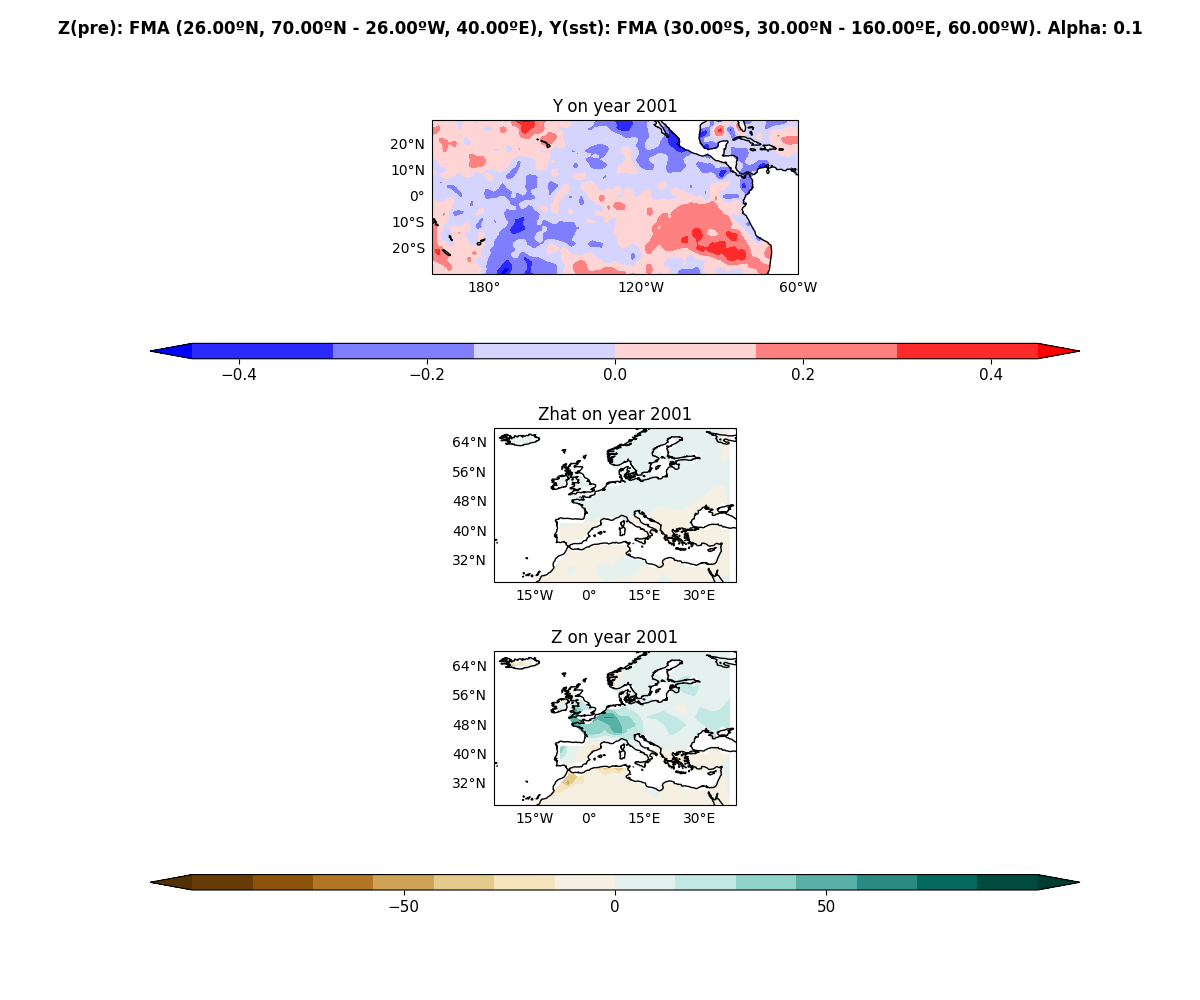 Z(pre): FMA (26.00ºN, 70.00ºN - 26.00ºW, 40.00ºE), Y(sst): FMA (30.00ºS, 30.00ºN - 160.00ºE, 60.00ºW). Alpha: 0.1
Y on year 2001
20°N
10°N
0°
10°S
20°S
180° 120°W 60°W
−0.4 −0.2 0.0 0.2 0.4
Zhat on year 2001
64°N
56°N
48°N
40°N
32°N
15°W 0° 15°E 30°E
Z on year 2001
64°N
56°N
48°N
40°N
32°N
15°W 0° 15°E 30°E
−50 0 50